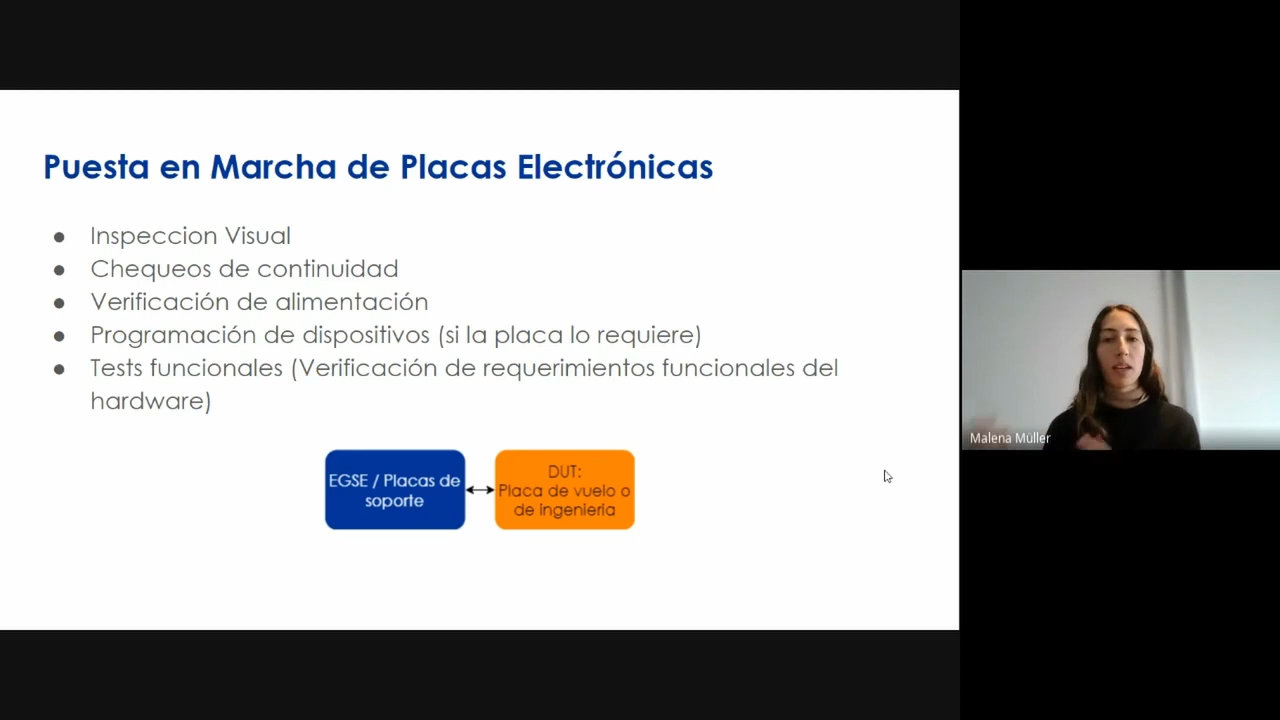 Puesta en Marcha de Placas Electrónicas
● Inspeccion Visual
● Chequeos de continuidad
● Verificación de alimentación
● Programación de dispositivos (si la placa lo requiere)
● Tests funcionales (Verificación de requerimientos funcionales del
hardware)
EGSE / Placas de
soporte
DUT:
Placa de vuelo o
de ingenieria
Malena Müller